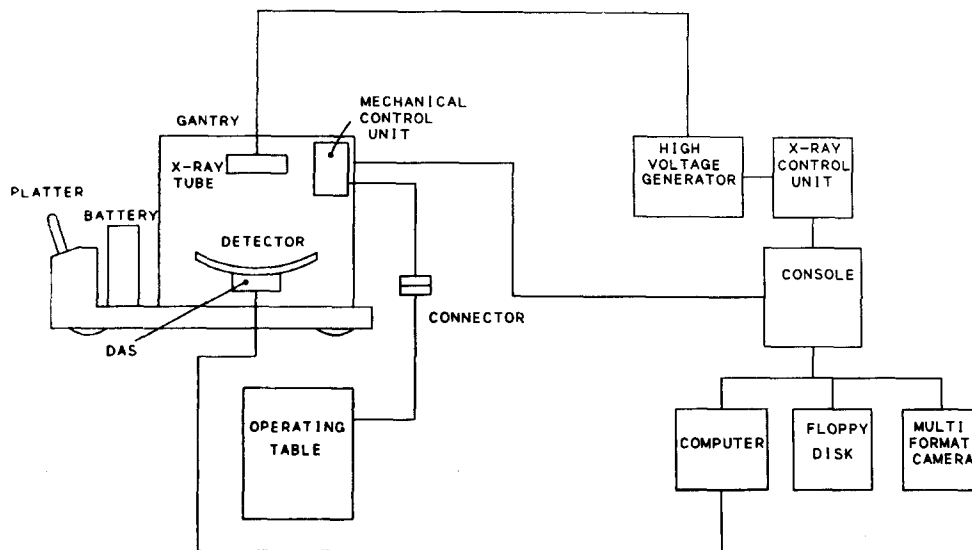 GANTRY
MECHANICAL
CONTROL
UNIT
X-RAY
TUBE
PLATTER
BATTERY
DETECTOR
DAS
CONNECTOR
OPERATING
TABLE
HIGH
VOLTAGE
GENERATOR
X-RAY
CONTROL
UNIT
CONSOLE
COMPUTER
FLOPPY
DISK
MULTI
FORMAT
CAMERA